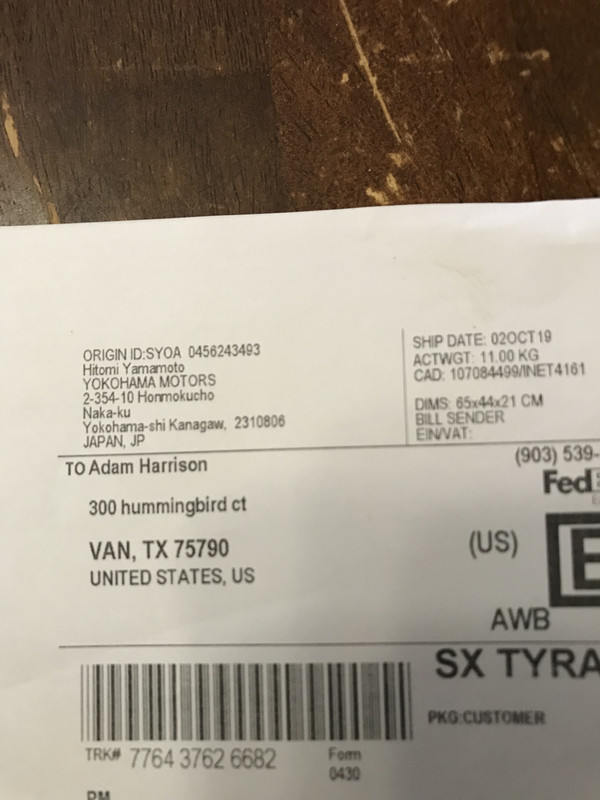 ORIGIN ID:SYOA 0456243493
Hitomi Yamamoto
YOKOHAMA MOTORS
2-354-10 Honmokucho
Naka-ku
Yokohama-shi Kanagaw, 2310806
JAPAN, JP
SHIP DATE: 02OCT19
ACTWGT: 11.00 KG
CAD: 107084499/INET4161
DIMS: 65x44x21 CM
BILL SENDER
EIN/VAT:
TO Adam Harrison
300 hummingbird ct
VAN, TX 75790
UNITED STATES, US
(903) 539-
Fed
(US)
E
AWB
SX TYRA
PKG:CUSTOMER
TRK# 7764 3762 6682
Form
0430
PM